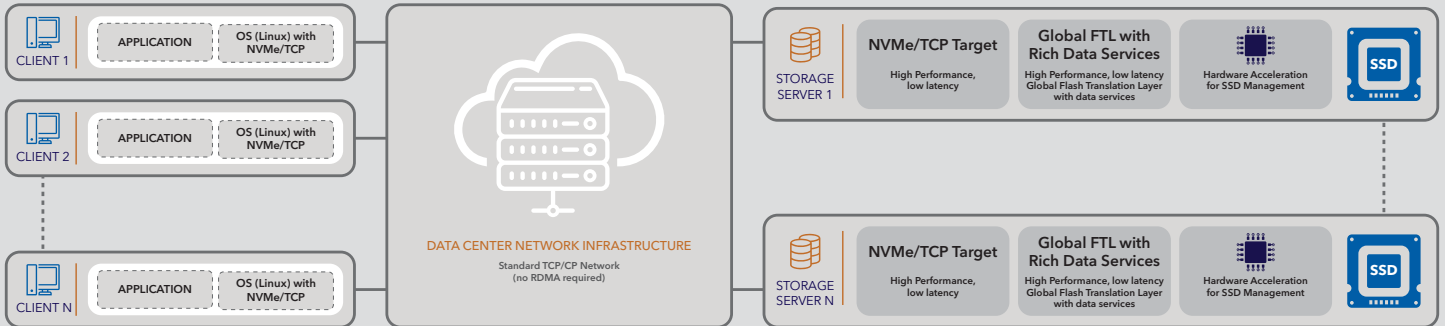 CLIENT 1
APPLICATION
OS (Linux) with
NVMe/TCP
CLIENT 2
APPLICATION
OS (Linux) with
NVMe/TCP
CLIENT N
APPLICATION
OS (Linux) with
NVMe/TCP
DATA CENTER NETWORK INFRASTRUCTURE
Standard TCP/CP Network
(no RDMA required)
STORAGE
SERVER 1
NVMe/TCP Target
High Performance,
low latency
Global FTL with
Rich Data Services
High Performance, low latency
Global Flash Translation Layer
with data services
Hardware Acceleration
for SSD Management
SSD
STORAGE
SERVER N
NVMe/TCP Target
High Performance,
low latency
Global FTL with
Rich Data Services
High Performance, low latency
Global Flash Translation Layer
with data services
Hardware Acceleration
for SSD Management
SSD